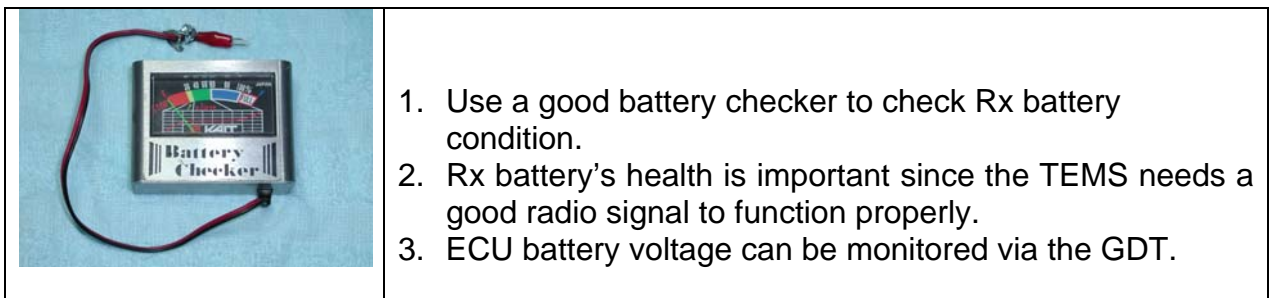 JAPAN
KAIT
Battery
Checker
1. Use a good battery checker to check Rx battery
condition.
2. Rx battery's health is important since the TEMS needs a
good radio signal to function properly.
3. ECU battery voltage can be monitored via the GDT.